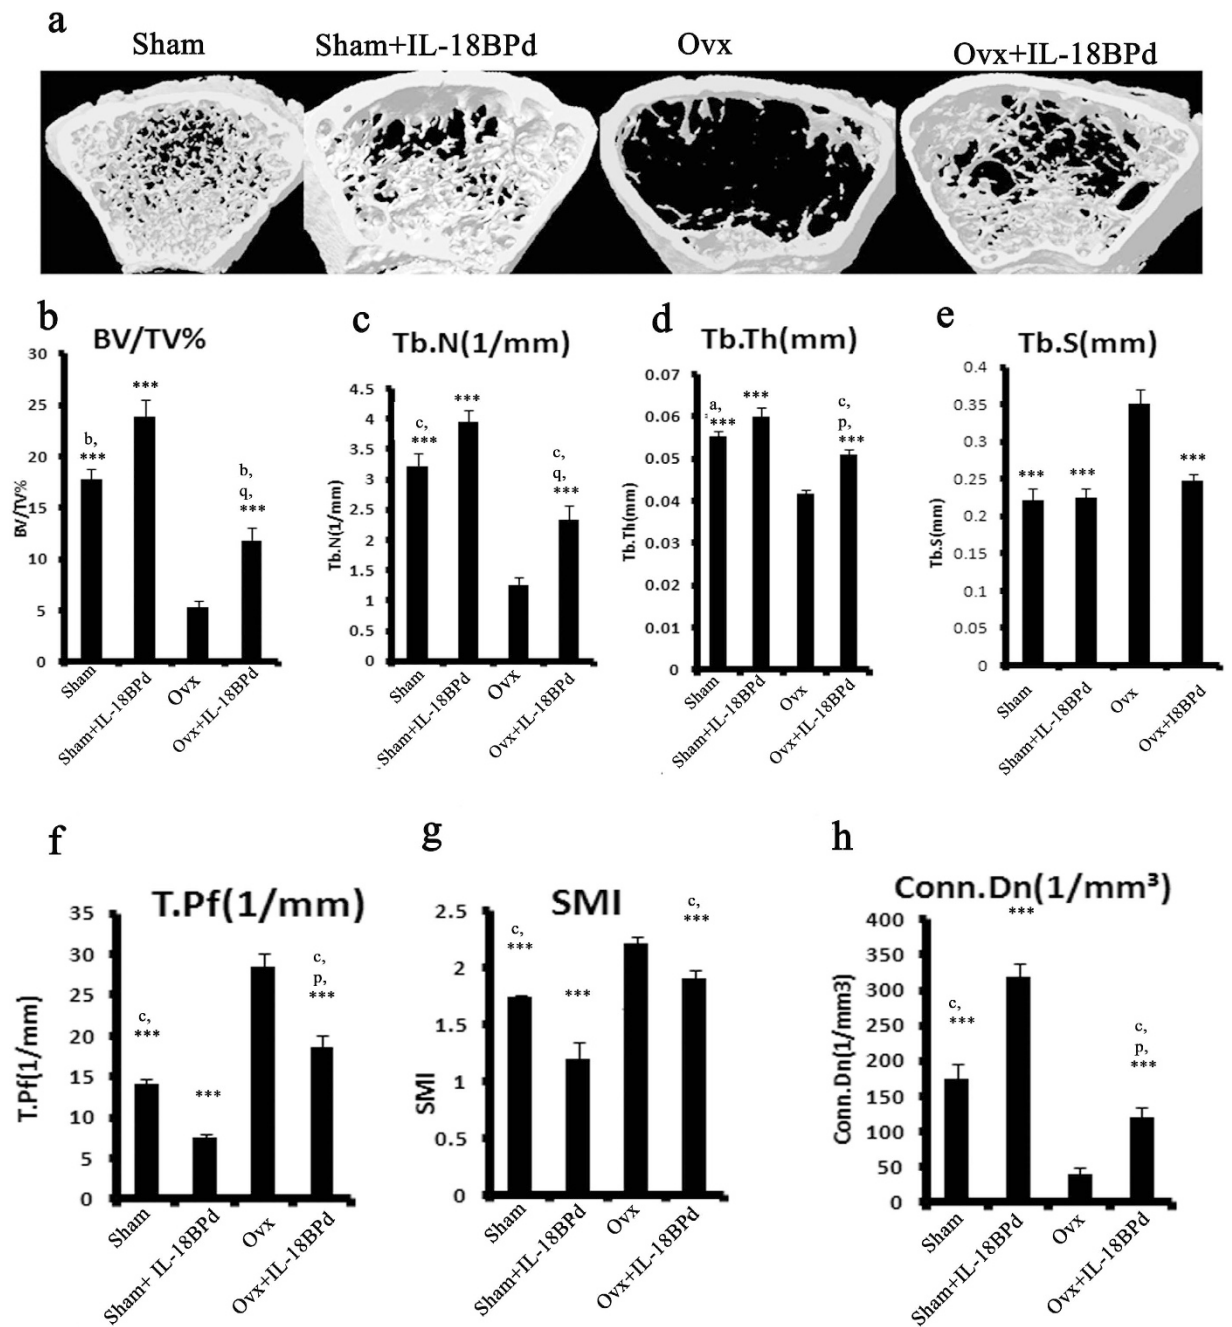 a
Sham
Sham+IL-18BPd
Ovx
Ovx+IL-18BPd
b
BV/TV%
30
25
20
15
10
5
0
BV/TV%
b,
***
***
b,
q,
***
Sham
Sham+IL-18BPd
Ovx
Ovx+IL-18BPd
c
Tb.N(1/mm)
4.5
4
3.5
3
2.5
2
1.5
1
0.5
0
Tb.N(1/mm)
c,
***
***
c,
q,
***
Sham
Sham+IL-18BPd
Ovx
Ovx+IL-18BPd
d
Tb.Th(mm)
0.07
0.06
0.05
0.04
0.03
0.02
0.01
0
Tb.Th(mm)
a,
***
***
c,
p,
***
Sham
Sham+IL-18BPd
Ovx
Ovx+IL-18BPd
e
Tb.S(mm)
0.4
0.35
0.3
0.25
0.2
0.15
0.1
0.05
0
Tb.S(mm)
***
***
***
Sham
Sham+IL-18BPd
Ovx
Ovx+I8BPd
f
T.Pf(1/mm)
35
30
25
20
15
10
5
0
T.Pf(1/mm)
c,
***
***
c,
p,
***
Sham
Sham+ IL-18BPd
Ovx
Ovx+IL-18BPd
g
SMI
2.5
2
1.5
1
0.5
0
SMI
c,
***
***
c,
***
Sham
Sham+IL-18BPd
Ovx
Ovx+IL-18BPd
h
Conn.Dn(1/mm³)
400
350
300
250
200
150
100
50
0
Conn.Dn(1/mm3)
c,
***
***
c,
p,
***
Sham
Sham+IL-18BPd
Ovx
Ovx+IL-18BPd